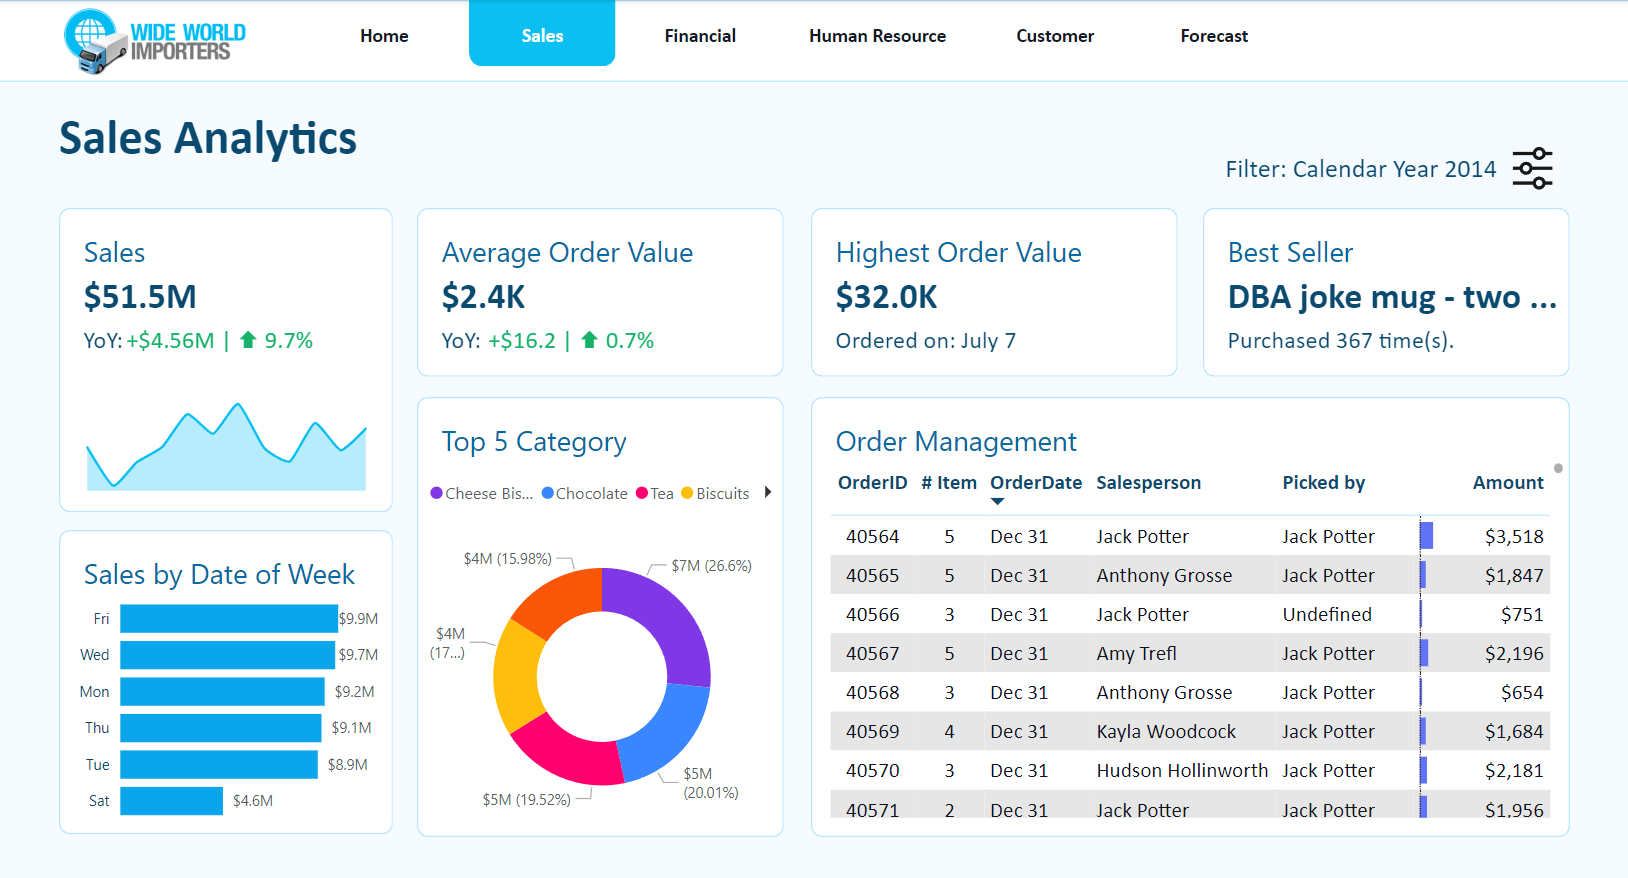 WIDE WORLD
IMPORTERS
Home
Sales
Financial
Human Resource
Customer
Forecast
Sales Analytics
Filter: Calendar Year 2014
Sales
$51.5M
YoY: +$4.56M | 9.7%
Average Order Value
$2.4K
YoY: +$16.2 | 0.7%
Highest Order Value
$32.0K
Ordered on: July 7
Best Seller
DBA joke mug - two ...
Purchased 367 time(s).
Sales by Date of Week
Fri $9.9M
Wed $9.7M
Mon $9.2M
Thu $9.1M
Tue $8.9M
Sat $4.6M
Top 5 Category
Cheese Bis... Chocolate Tea Biscuits
$4M (15.98%)
$7M (26.6%)
$4M
(17...)
$5M
(20.01%)
$5M (19.52%)
Order Management
OrderID # Item OrderDate Salesperson Picked by Amount
40564 5 Dec 31 Jack Potter Jack Potter $3,518
40565 5 Dec 31 Anthony Grosse Jack Potter $1,847
40566 3 Dec 31 Jack Potter Undefined $751
40567 5 Dec 31 Amy Trefl Jack Potter $2,196
40568 3 Dec 31 Anthony Grosse Jack Potter $654
40569 4 Dec 31 Kayla Woodcock Jack Potter $1,684
40570 3 Dec 31 Hudson Hollinworth Jack Potter $2,181
40571 2 Dec 31 Jack Potter Jack Potter $1,956